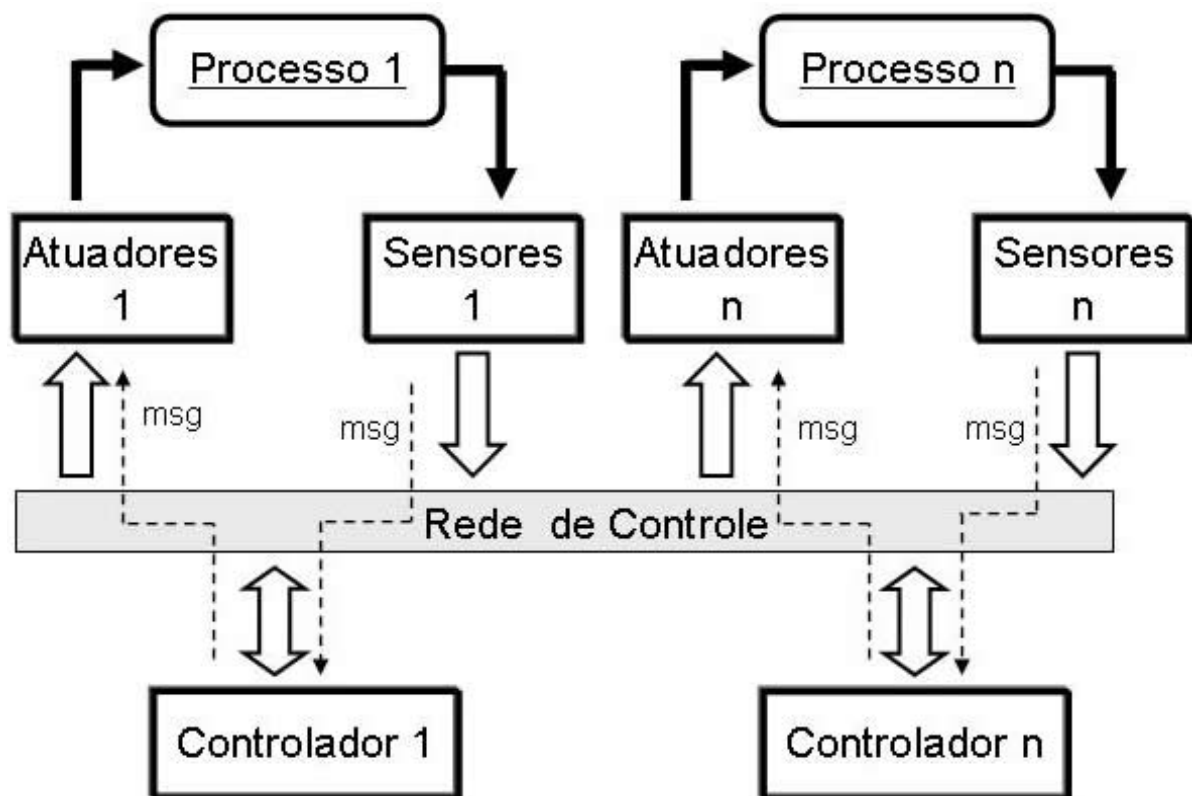 Processo 1
Processo n
Atuadores
1
Sensores
1
Atuadores
n
Sensores
n
msg
msg
msg
msg
Rede de Controle
Controlador 1
Controlador n